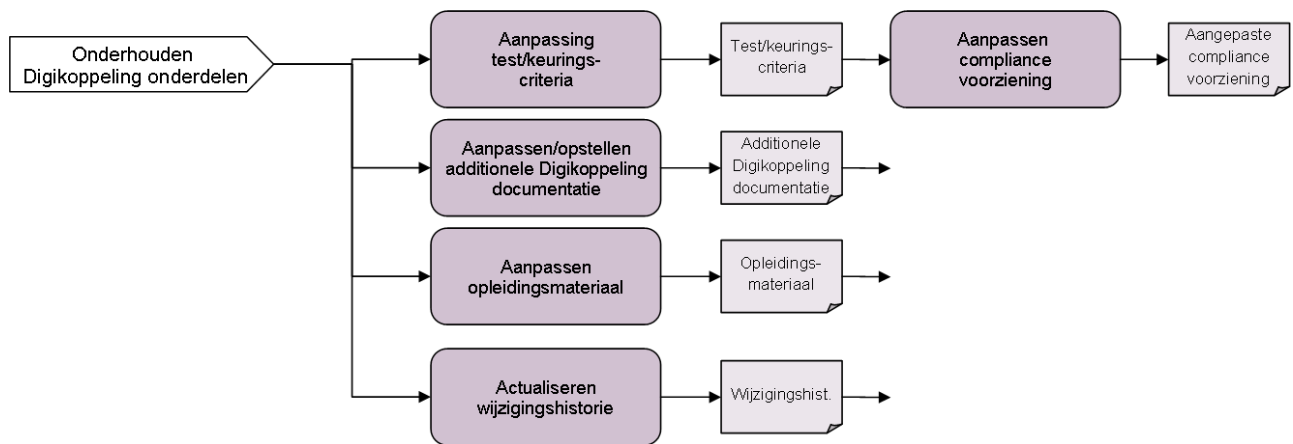 Onderhouden
Digikoppeling onderdelen
Aanpassing
test/keurings-
criteria
Test/keurings-
criteria
Aanpassen
compliance
voorziening
Aangepaste
compliance
voorziening
Aanpassen/opstellen
additionele Digikoppeling
documentatie
Additionele
Digikoppeling
documentatie
Aanpassen
opleidingsmateriaal
Opleidings-
materiaal
Actualiseren
wijzigingshistorie
Wijzigingshist.